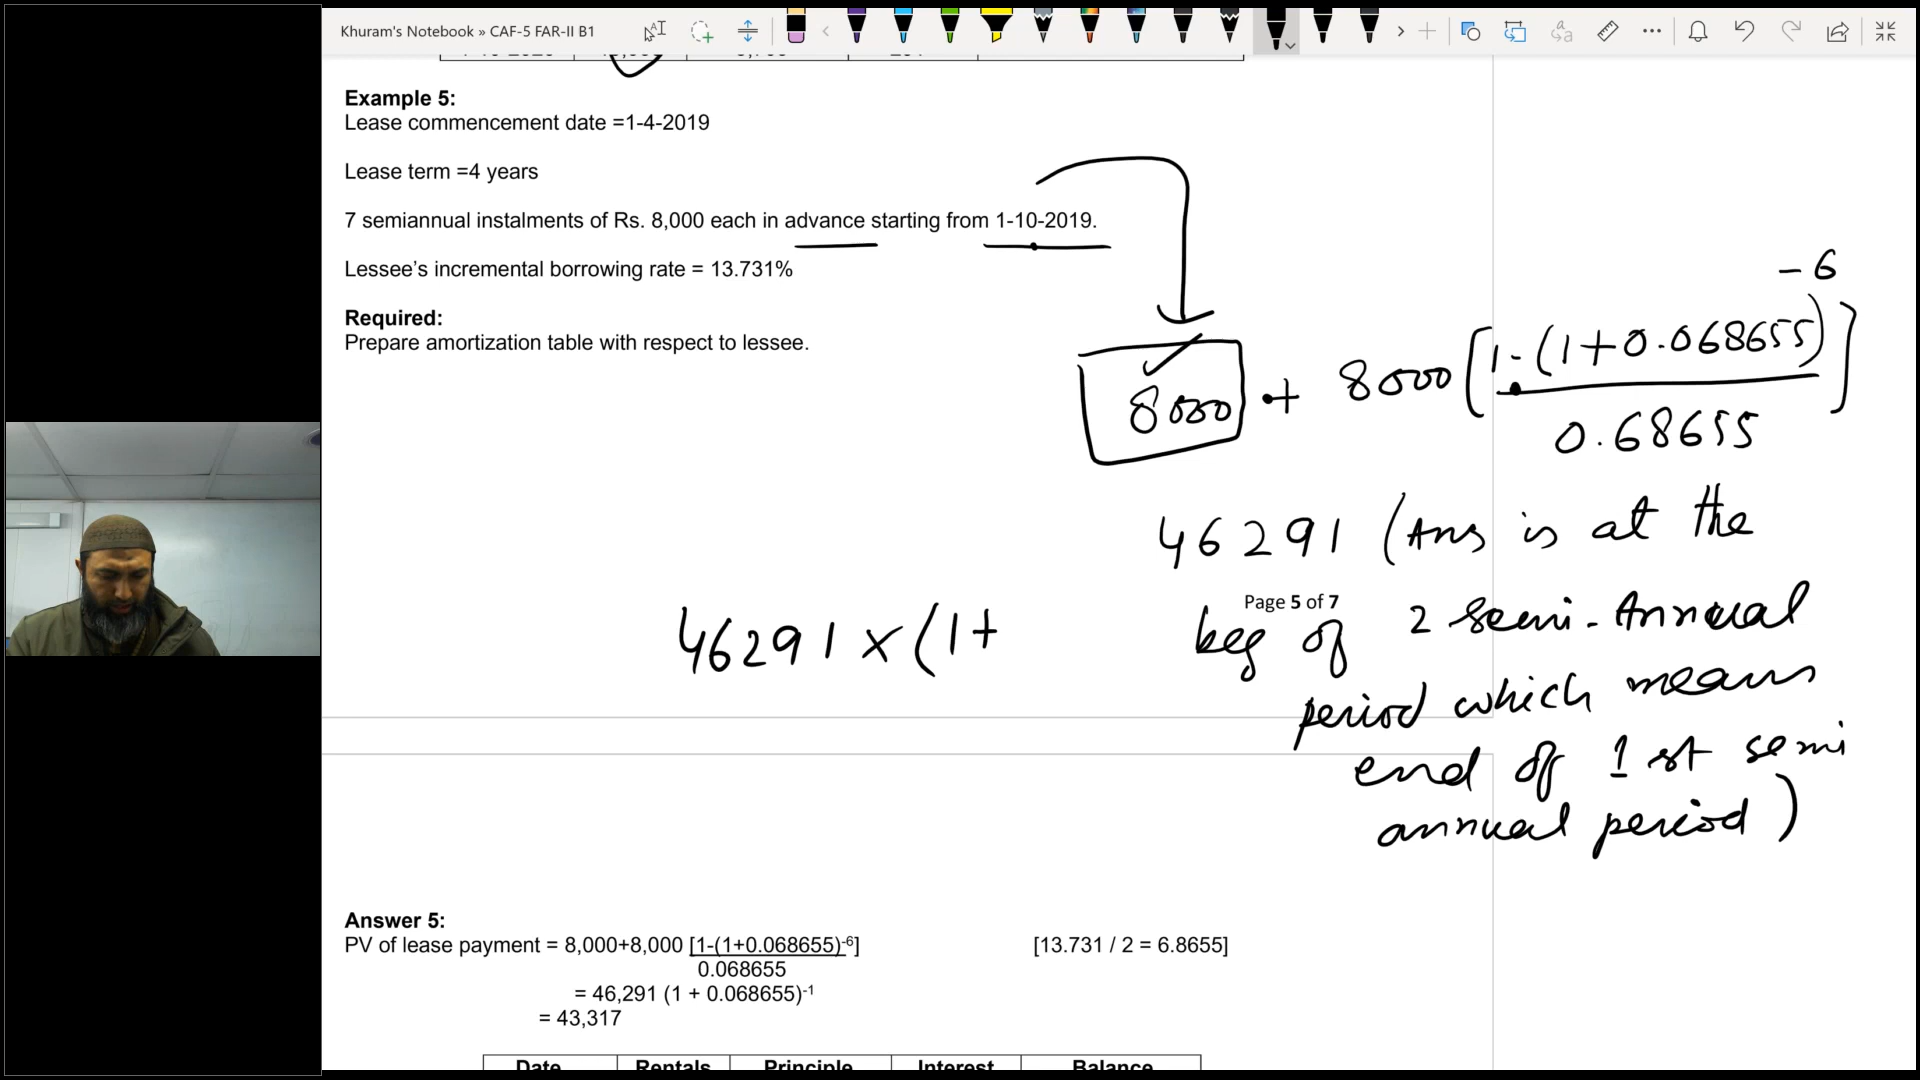 Khuram's Notebook » CAF-5 FAR-II B1
Example 5:
Lease commencement date =1-4-2019
Lease term =4 years
7 semiannual instalments of Rs. 8,000 each in advance starting from 1-10-2019.
Lessee's incremental borrowing rate = 13.731%
Required:
Prepare amortization table with respect to lessee.
-6
8000 + 8000 [1-(1+0.068655)]
0.68655
46291 (Ans is at the
Page 5 of 7
beg of 2 semi-Annual
46291 x (1+
period which means
end of 1st semi
annual period)
Answer 5:
PV of lease payment = 8,000+8,000 [1-(1+0.068655)-6] [13.731 / 2 = 6.8655]
0.068655
= 46,291 (1 + 0.068655)-1
= 43,317
Date Rentals Principle Interest Balance